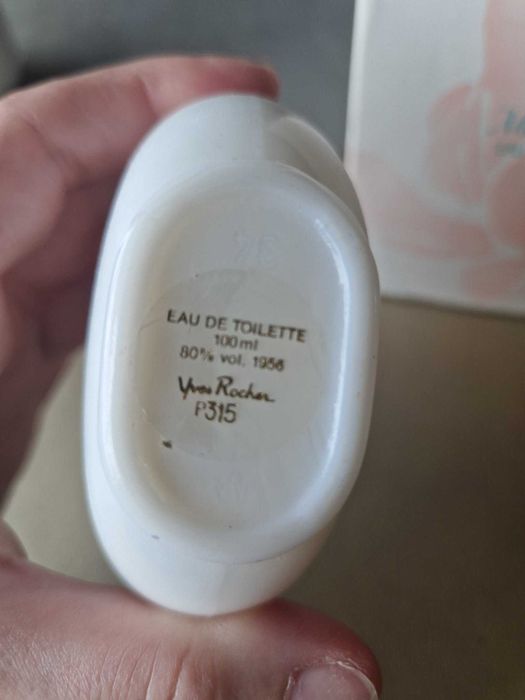 EAU DE TOILETTE
100 ml
80% vol. 1956
Yves Rocher
P315